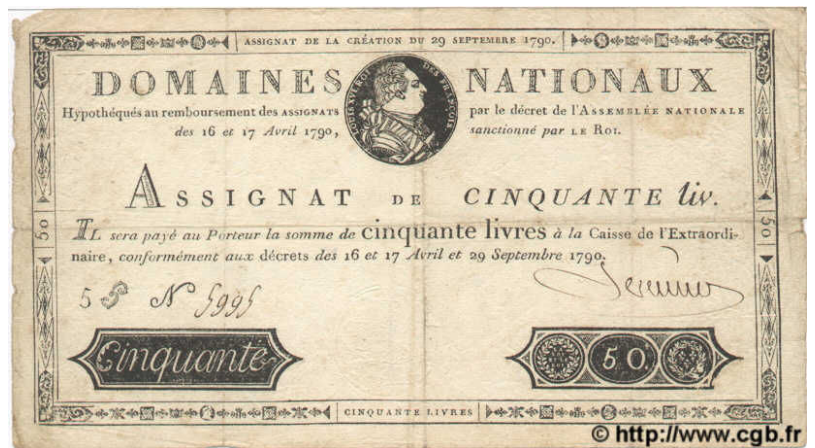 ASSIGNAT DE LA CRÉATION DU 29 SEPTEMBRE 1790.
DOMAINES NATIONAUX
LOUIS XVI ROI DES FRANÇOIS
Hypothéqués au remboursement des ASSIGNATS par le décret de l'ASSEMBLÉE NATIONALE
des 16 et 17 Avril 1790, sanctionné par LE ROI.
ASSIGNAT DE CINQUANTE liv.
IL sera payé au Porteur la somme de cinquante livres à la Caisse de l'Extraordi-
naire, conformément aux décrets des 16 et 17 Avril et 29 Septembre 1790.
50
50
5 S N° 5995
Cinquante
50
CINQUANTE LIVRES
© http://www.cgb.fr